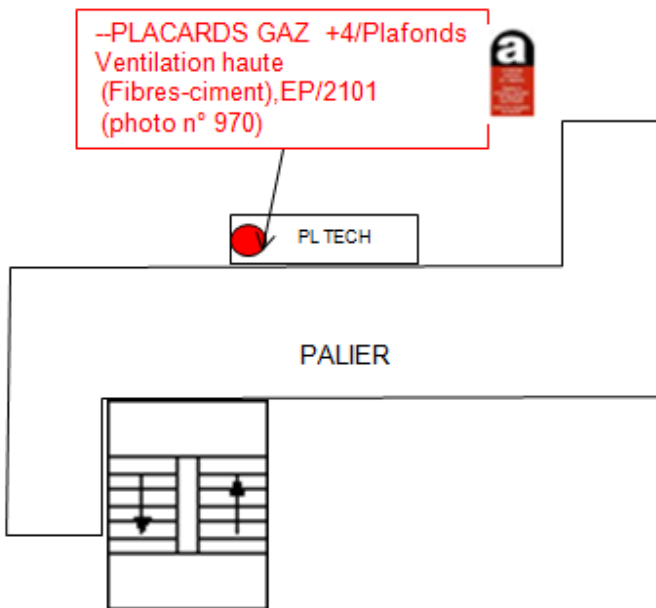 --PLACARDS GAZ +4/Plafonds
Ventilation haute
(Fibres-ciment),EP/2101
(photo n° 970)
a
PL TECH
PALIER